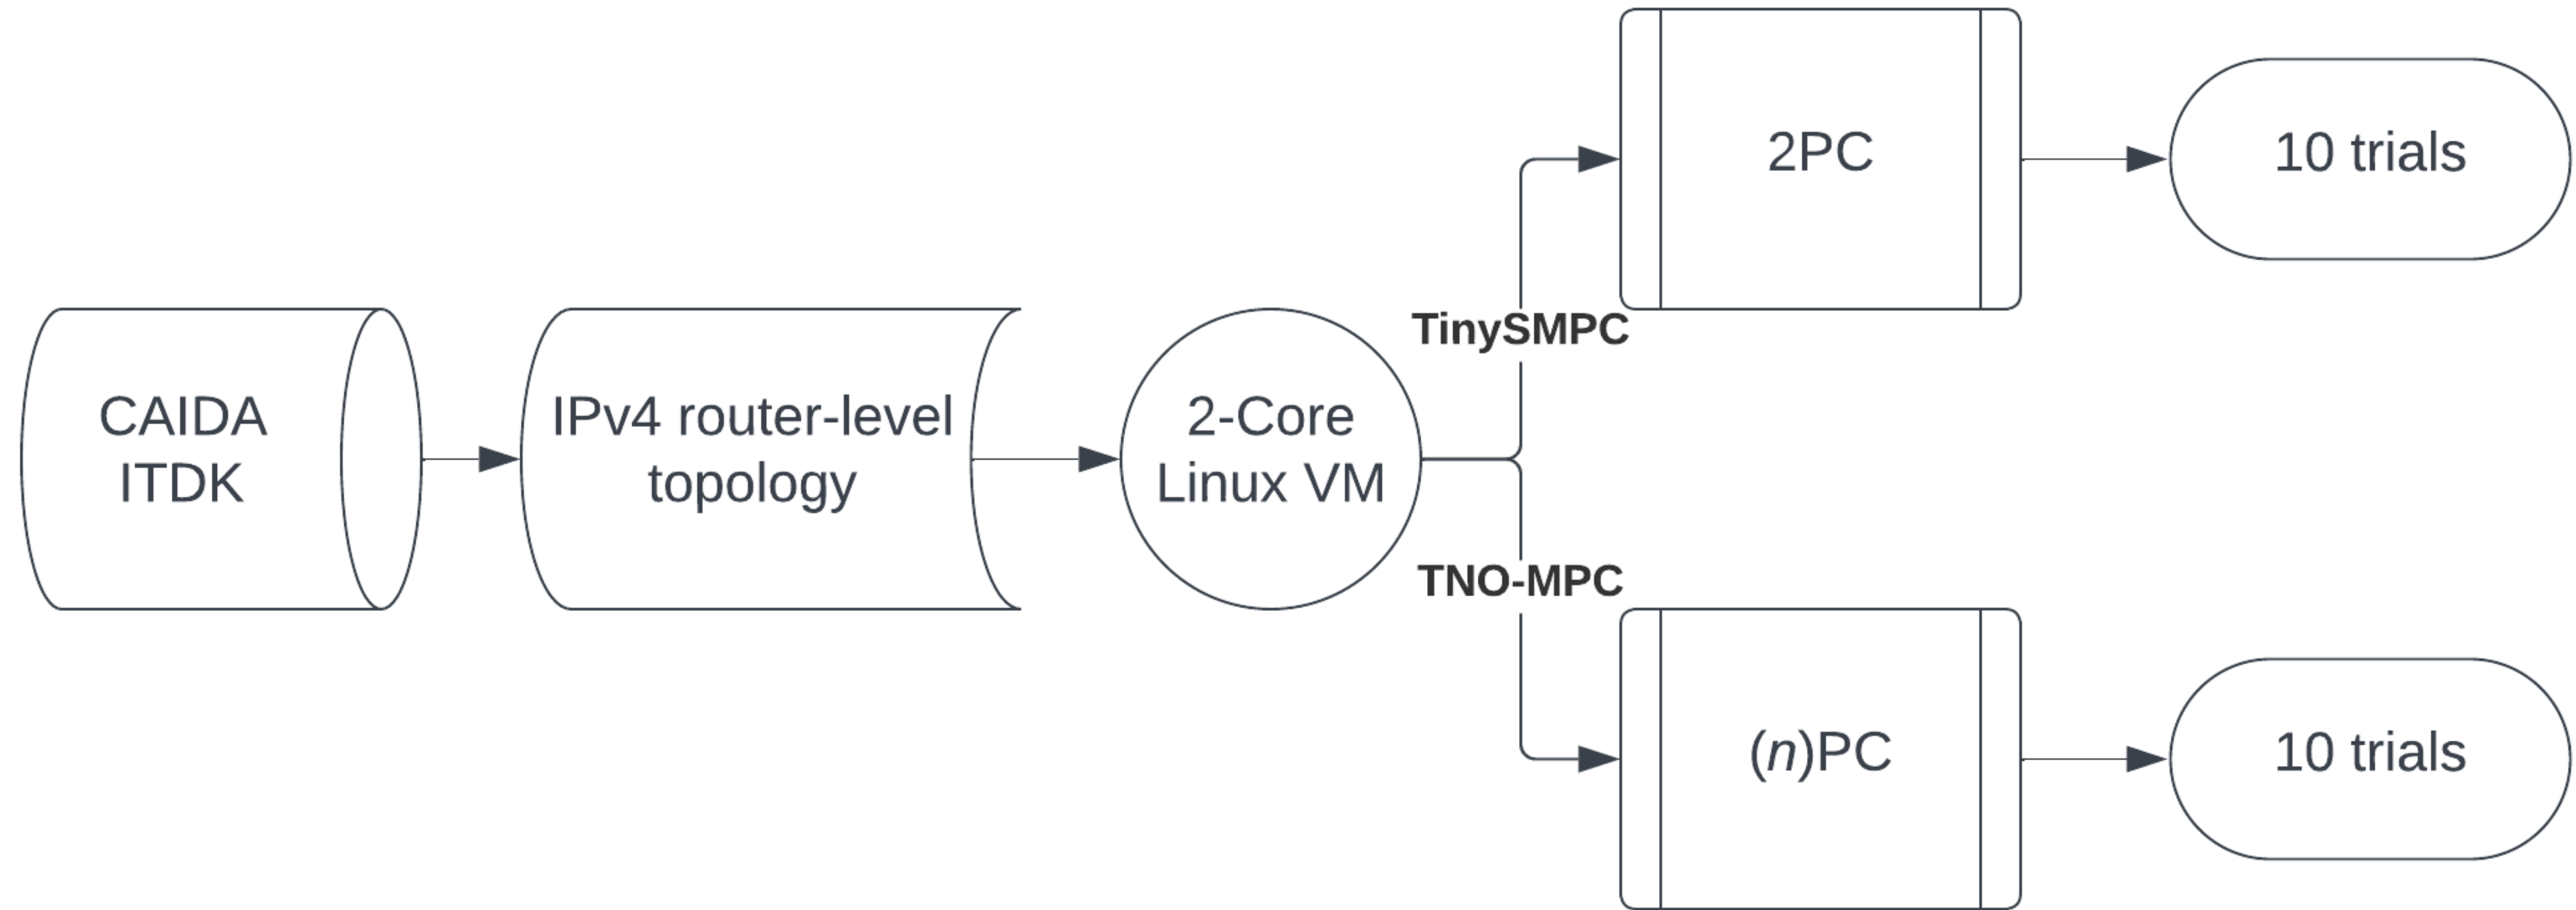 CAIDA
ITDK
IPv4 router-level
topology
2-Core
Linux VM
TinySMPC
2PC
10 trials
TNO-MPC
(n)PC
10 trials